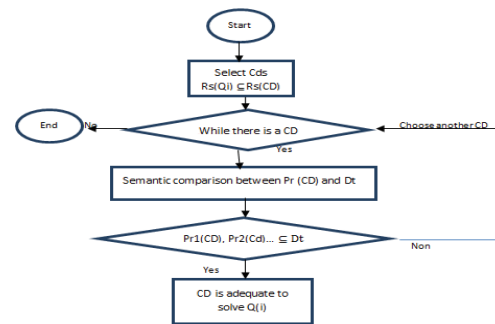 Start
Select Cds
Rs(Qi) ⊆Rs(CD)
End
No
While there is a CD
Choose another CD
Yes
Semantic comparison between Pr (CD) and Dt
Pr1(CD), Pr2(Cd)... ⊆ Dt
Non
Yes
CD is adequate to
solve Q(i)